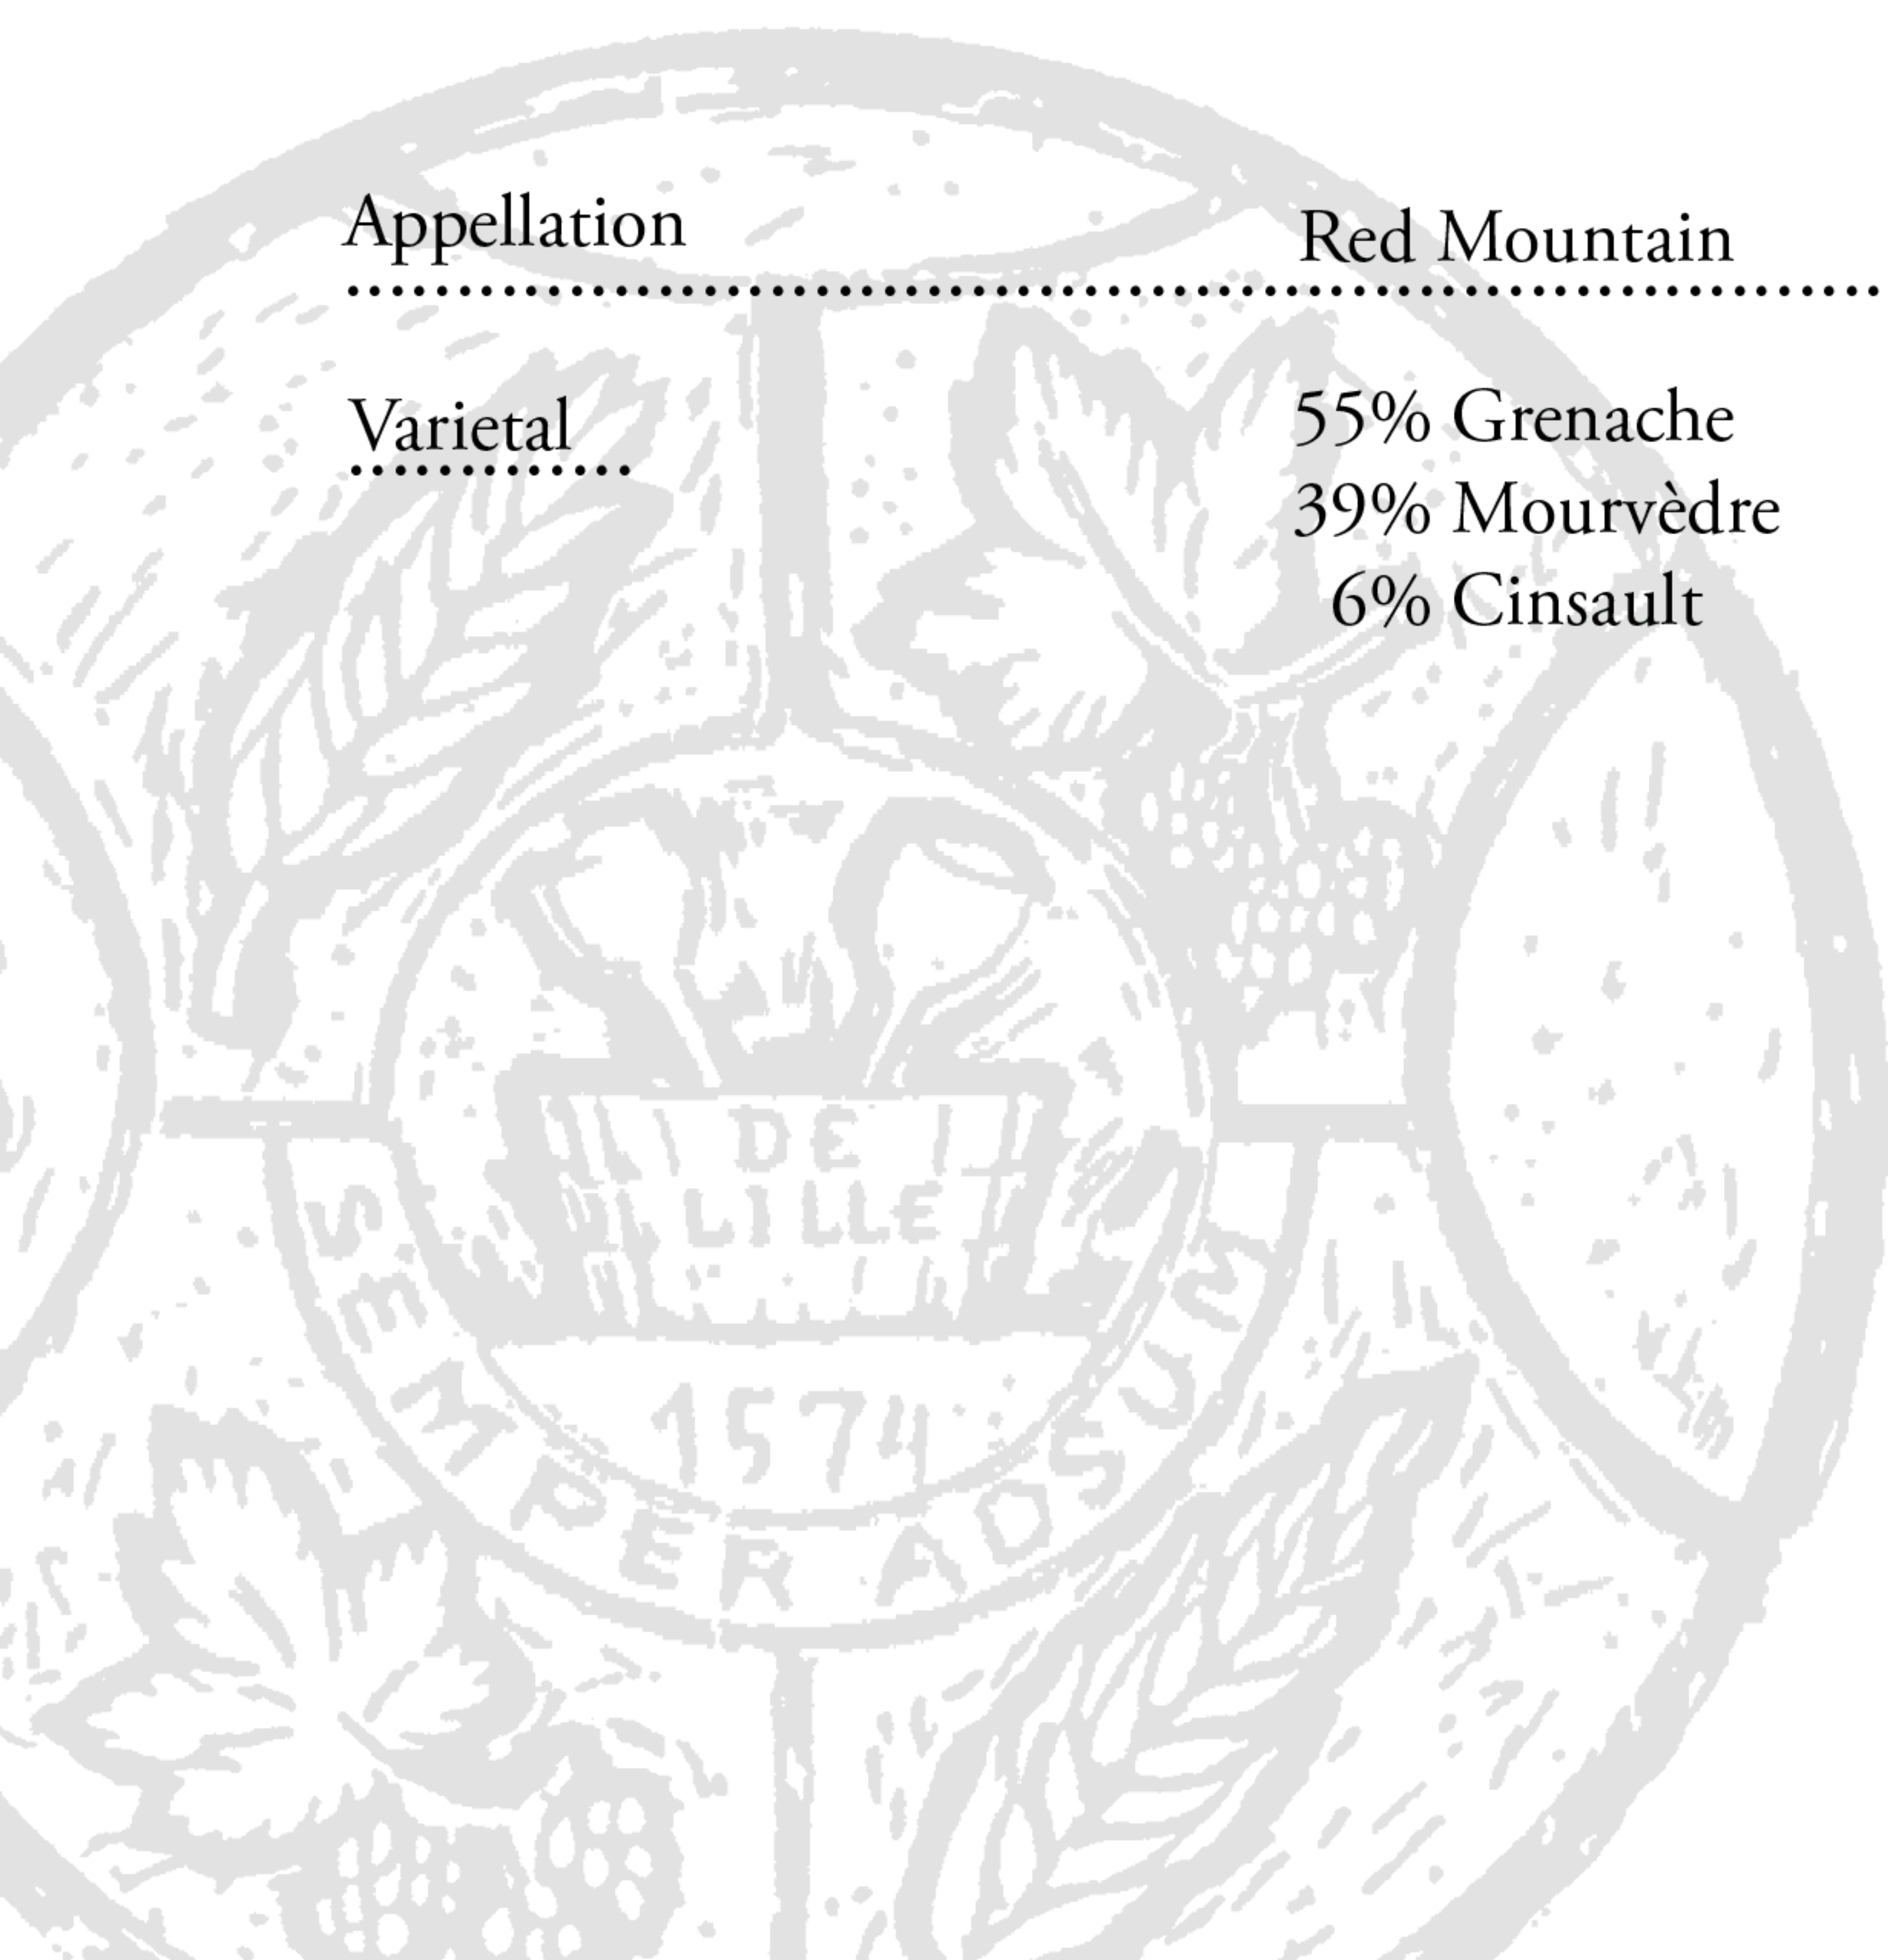 Appellation Red Mountain
Varietal 55% Grenache
39% Mourvèdre
6% Cinsault
DE
LILLE
1574
SEMPER ADSUM